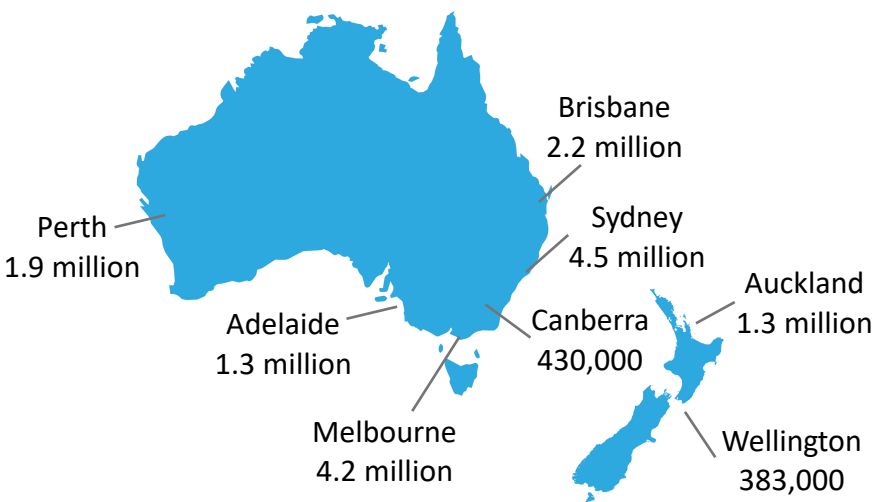 Brisbane
2.2 million
Sydney
4.5 million
Perth
1.9 million
Auckland
1.3 million
Adelaide
1.3 million
Canberra
430,000
Melbourne
4.2 million
Wellington
383,000